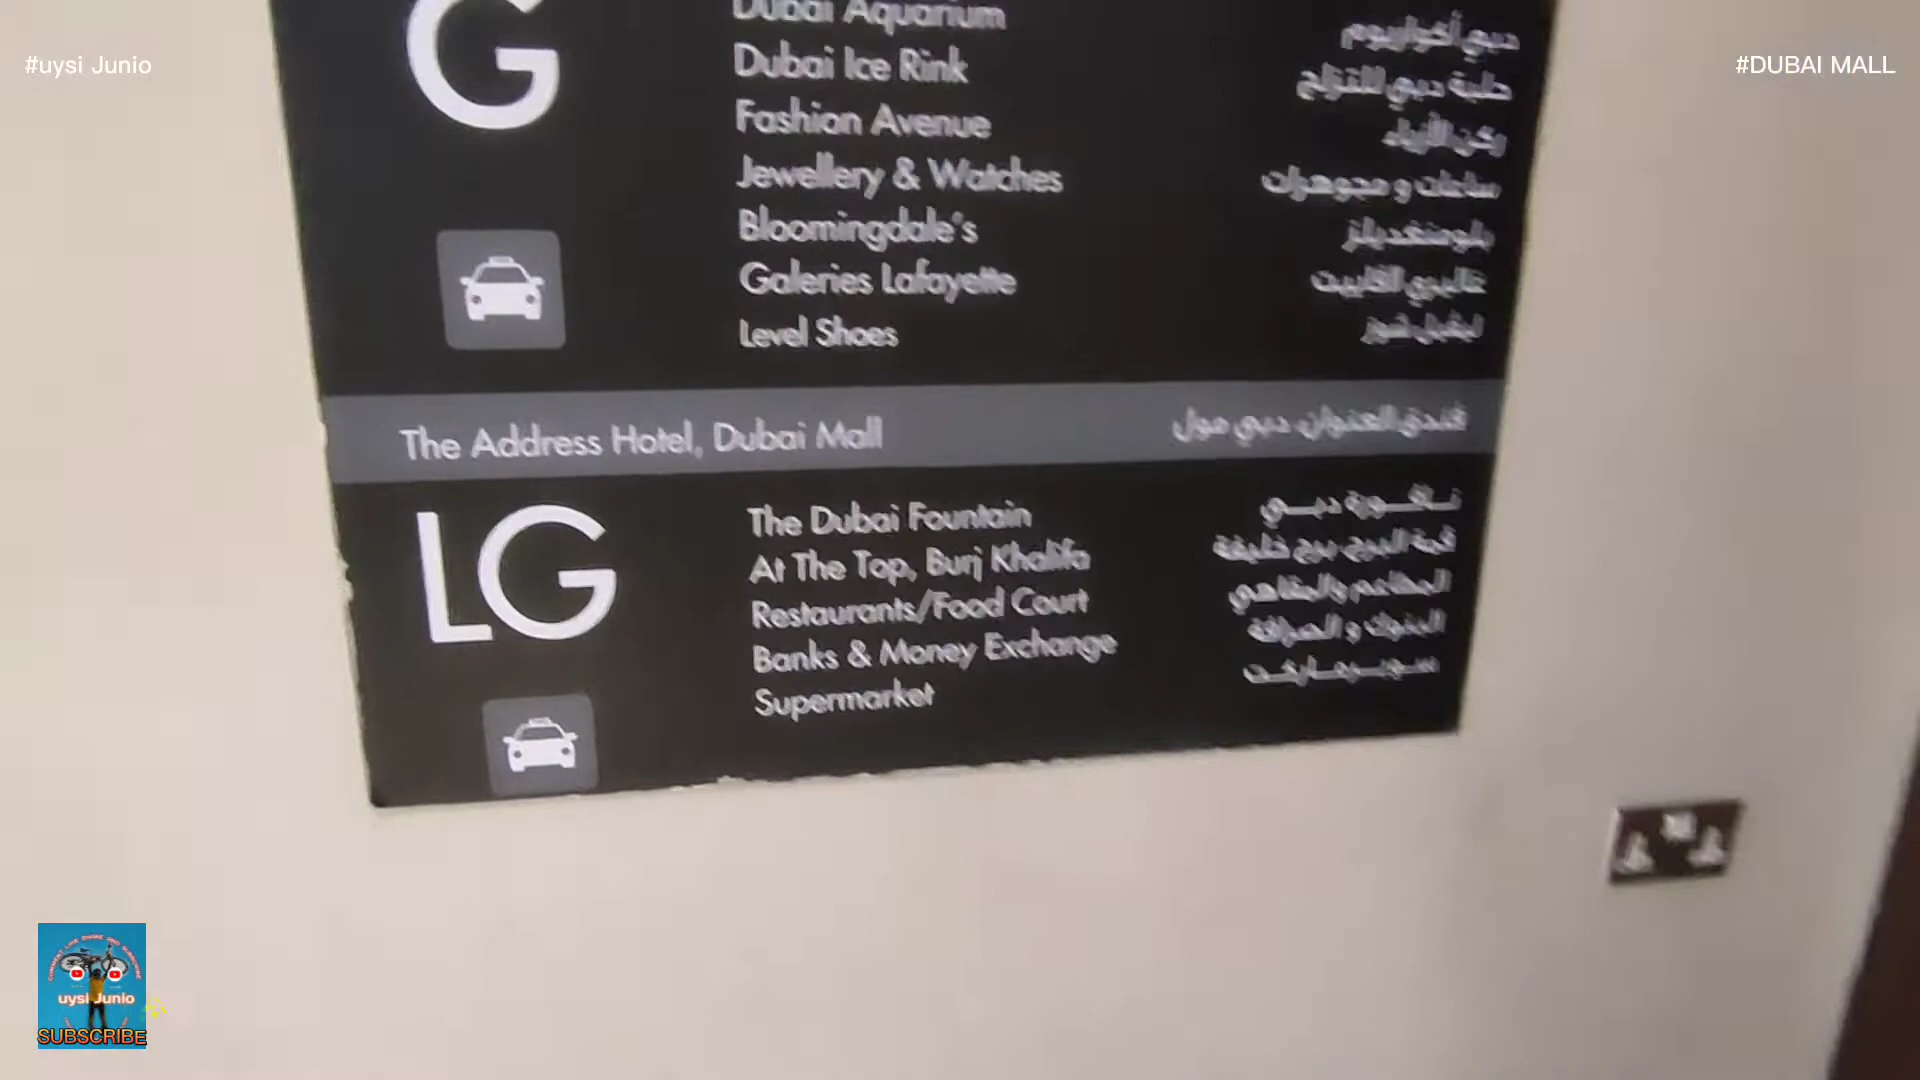 #uysi Junio
#DUBAI MALL
G
Dubai Aquarium
دبي أكواريوم
Dubai Ice Rink
حلبة دبي للتزلج
Fashion Avenue
ركن الأزياء
Jewellery & Watches
ساعات و مجوهرات
Bloomingdale's
بلومنغديلز
Galeries Lafayette
غاليري لافاييت
Level Shoes
ليفيل شوز
The Address Hotel, Dubai Mall
فندق العنوان، دبي مول
LG
The Dubai Fountain
نافورة دبي
At The Top, Burj Khalifa
قمة البرج، برج خليفة
Restaurants/Food Court
المطاعم والمقاهي
Banks & Money Exchange
البنوك و الصرافة
Supermarket
سوبرماركت
uysi Junio
SUBSCRIBE